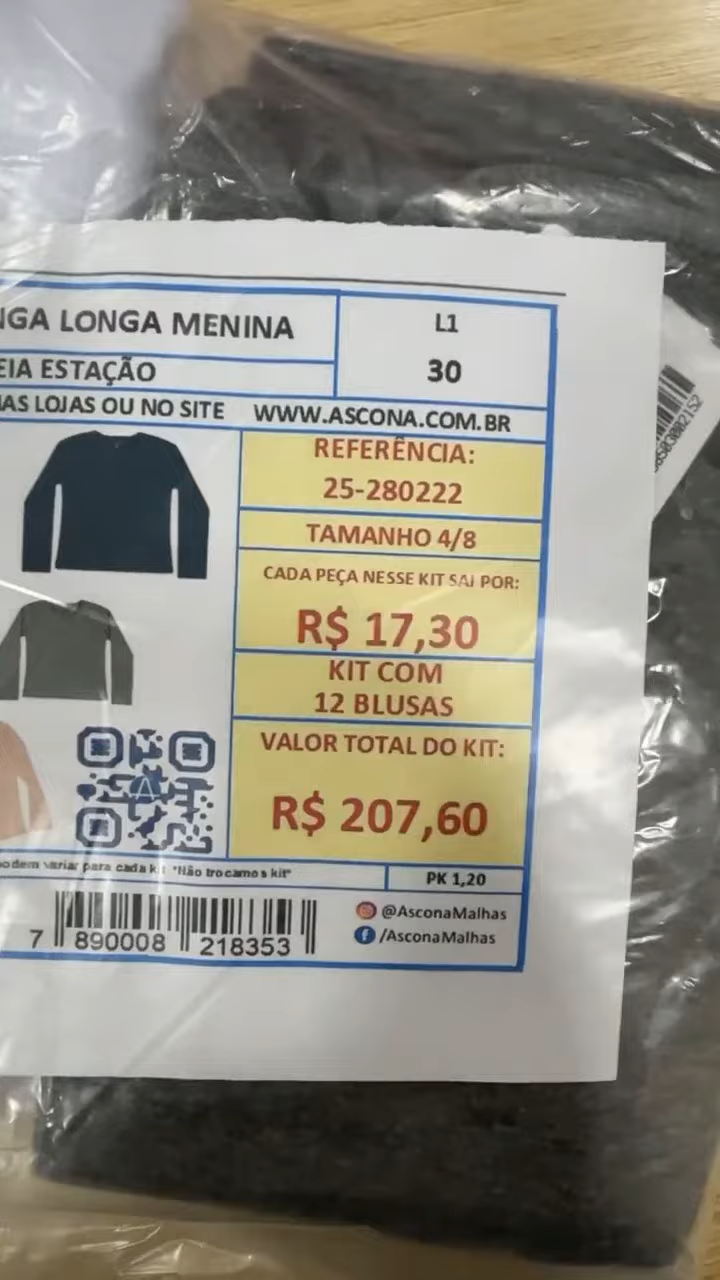 NGA LONGA MENINA
L1
30
EIA ESTAÇÃO
AS LOJAS OU NO SITE WWW.ASCONA.COM.BR
REFERÊNCIA:
25-280222
TAMANHO 4/8
CADA PEÇA NESSE KIT SAI POR:
R$ 17,30
KIT COM
12 BLUSAS
VALOR TOTAL DO KIT:
R$ 207,60
podem variar para cada kit *Não trocamos kit*
PK 1,20
7 890008 218353
@AsconaMalhas
/AsconaMalhas